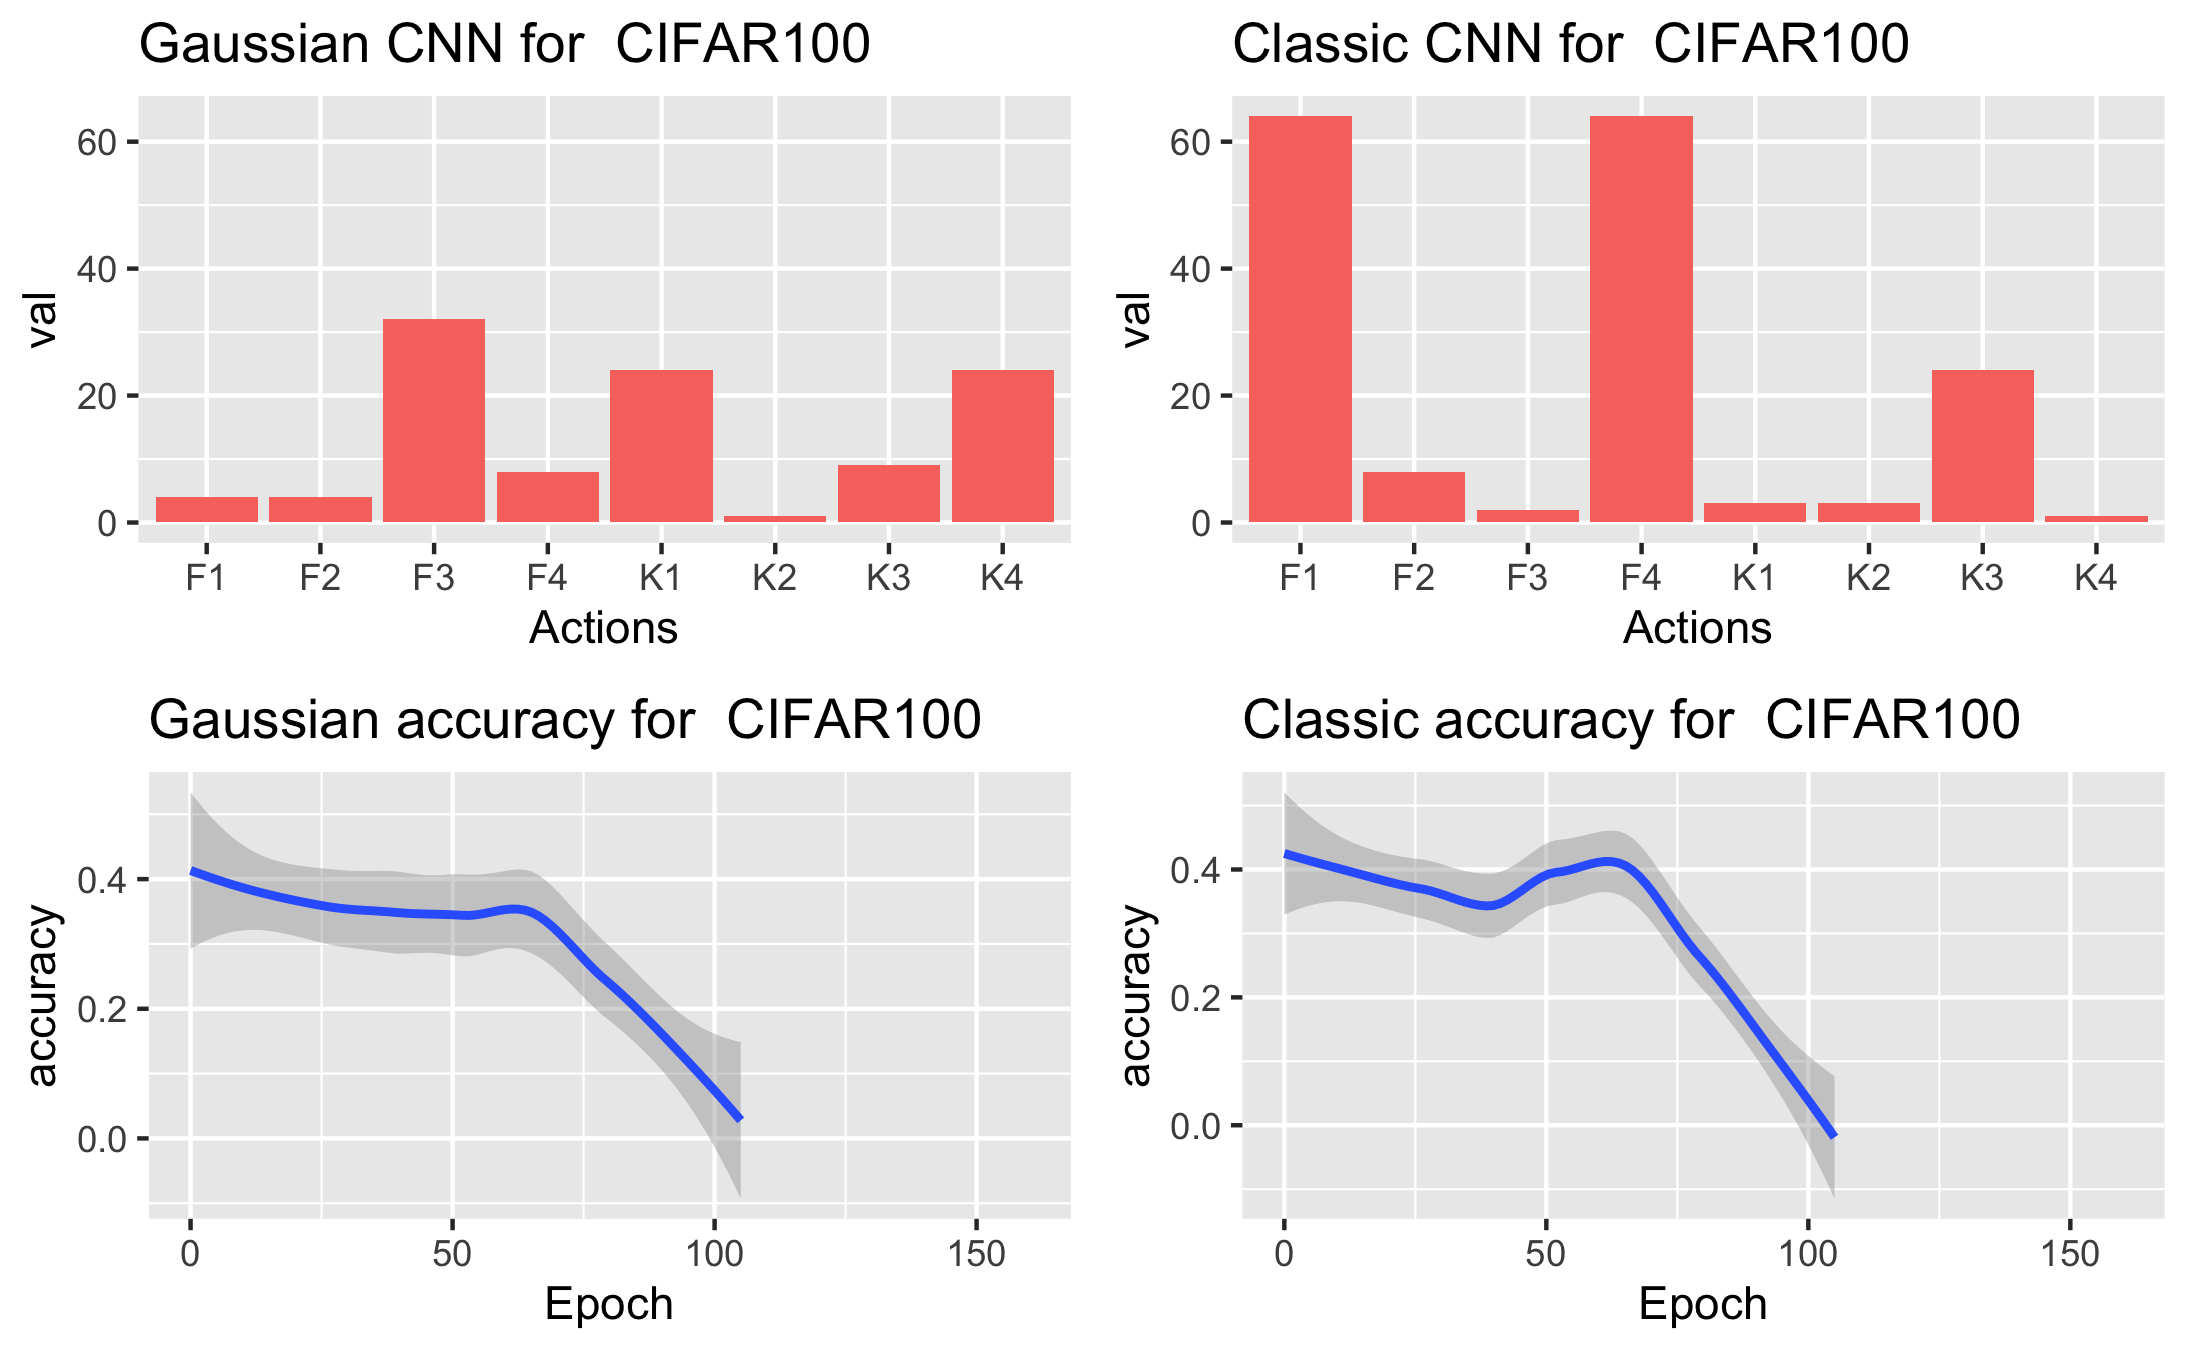 Gaussian CNN for  CIFAR100
60
40
20
0
val
F1 F2 F3 F4 K1 K2 K3 K4
Actions
Classic CNN for  CIFAR100
60
40
20
0
val
F1 F2 F3 F4 K1 K2 K3 K4
Actions
Gaussian accuracy for  CIFAR100
0.4
0.2
0.0
accuracy
0 50 100 150
Epoch
Classic accuracy for  CIFAR100
0.4
0.2
0.0
accuracy
0 50 100 150
Epoch